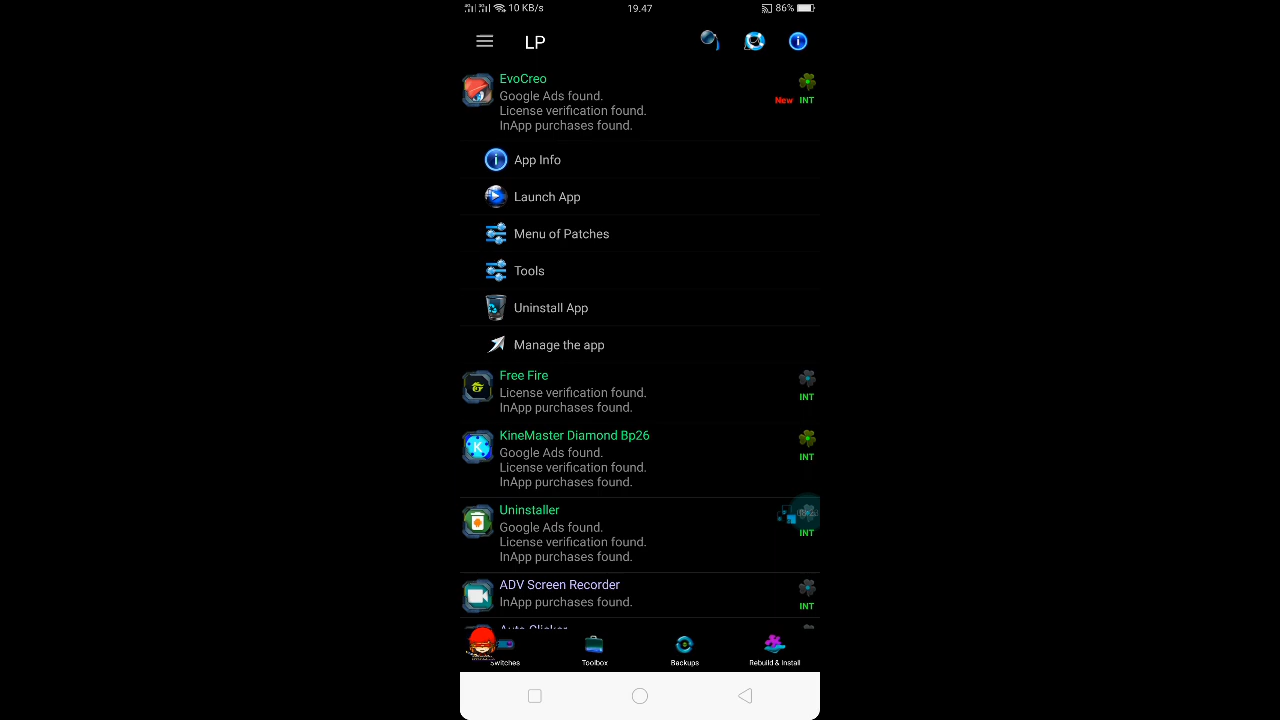 10 KB/s
19.47
86%
LP
EvoCreo
Google Ads found.
License verification found.
InApp purchases found.
New INT
App Info
Launch App
Menu of Patches
Tools
Uninstall App
Manage the app
Free Fire
License verification found.
InApp purchases found.
INT
KineMaster Diamond Bp26
Google Ads found.
License verification found.
InApp purchases found.
INT
Uninstaller
Google Ads found.
License verification found.
InApp purchases found.
INT
ADV Screen Recorder
InApp purchases found.
INT
Auto Clicker
Switches
Toolbox
Backups
Rebuild & Install